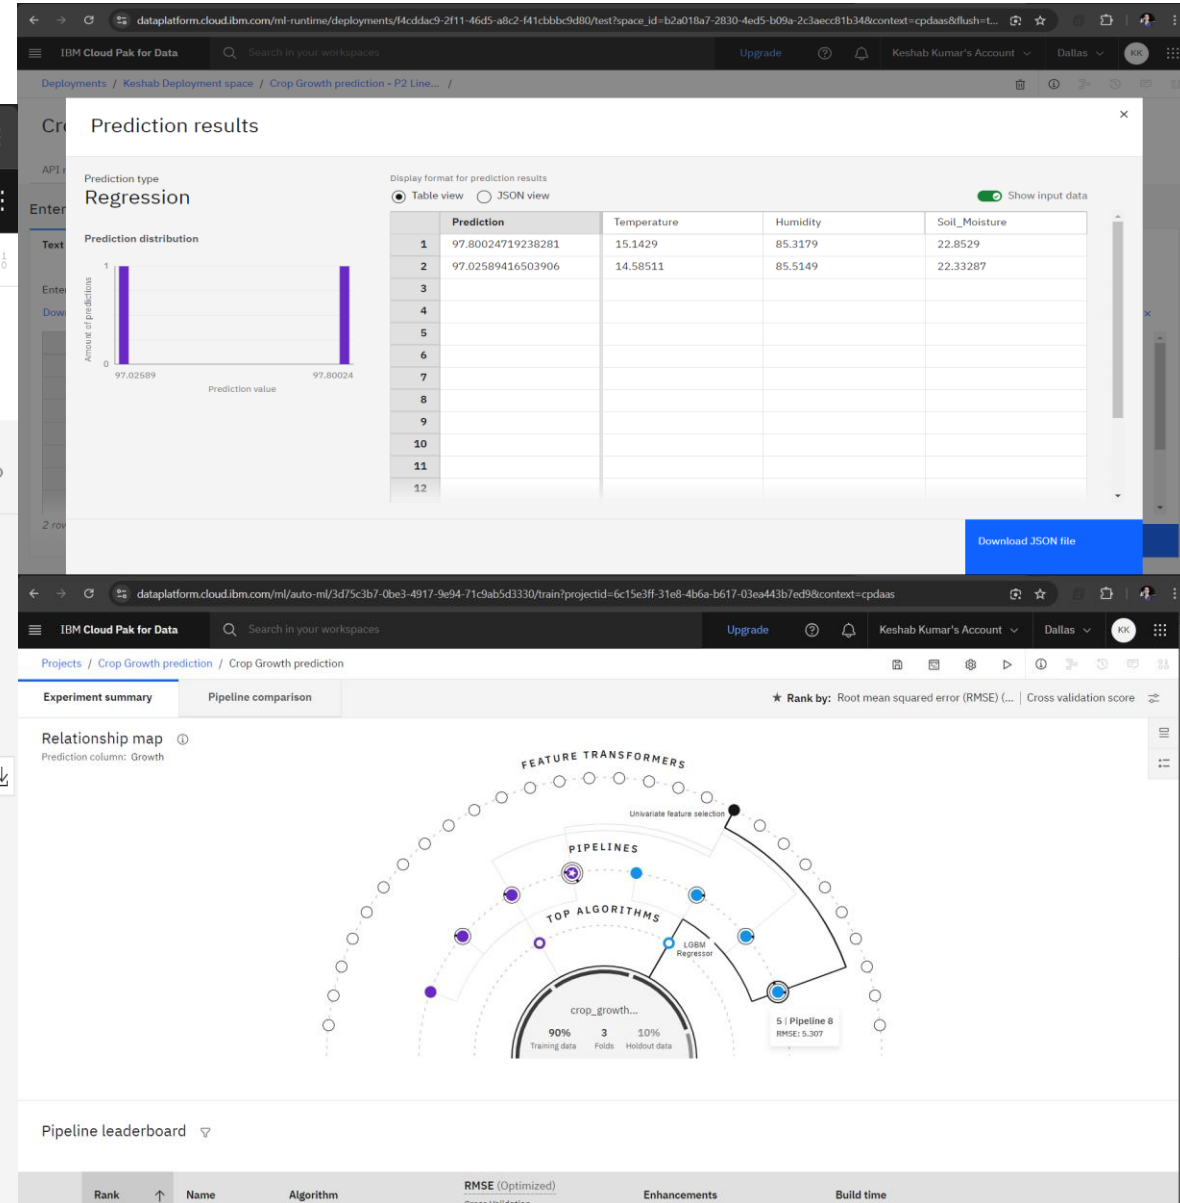 dataplatform.cloud.ibm.com/ml-runtime/deployments/f4cddac9-2f11-46d5-a8c2-f41cbbbc9d80/test?space_id=b2a018a7-2830-4ed5-b09a-2c3aecc81b34&context=cpdaas&flush=t...
IBM Cloud Pak for Data Search in your workspaces Upgrade Keshab Kumar's Account Dallas KK
Deployments / Keshab Deployment space / Crop Growth prediction - P2 Line... /
Prediction results
Prediction type
Regression
Display format for prediction results
Table view JSON view Show input data
Prediction distribution
Amount of predictions
1
0
97.02589 97.80024
Prediction value
Prediction Temperature Humidity Soil_Moisture
1 97.80024719238281 15.1429 85.3179 22.8529
2 97.02589416503906 14.58511 85.5149 22.33287
3
4
5
6
7
8
9
10
11
12
Text
Download JSON file
dataplatform.cloud.ibm.com/ml/auto-ml/3d75c3b7-0be3-4917-9e94-71c9ab5d3330/train?projectid=6c15e3ff-31e8-4b6a-b617-03ea443b7ed9&context=cpdaas
IBM Cloud Pak for Data Search in your workspaces Upgrade Keshab Kumar's Account Dallas KK
Projects / Crop Growth prediction / Crop Growth prediction
Experiment summary Pipeline comparison Rank by: Root mean squared error (RMSE) (... | Cross validation score
Relationship map
Prediction column: Growth
FEATURE TRANSFORMERS
Univariate feature selection
PIPELINES
TOP ALGORITHMS
LGBM
Regressor
crop_growth...
90% 3 10%
Training data Folds Holdout data
5 | Pipeline 8
RMSE: 5.307
Pipeline leaderboard
Rank Name Algorithm RMSE (Optimized) Enhancements Build time
Cross Validation